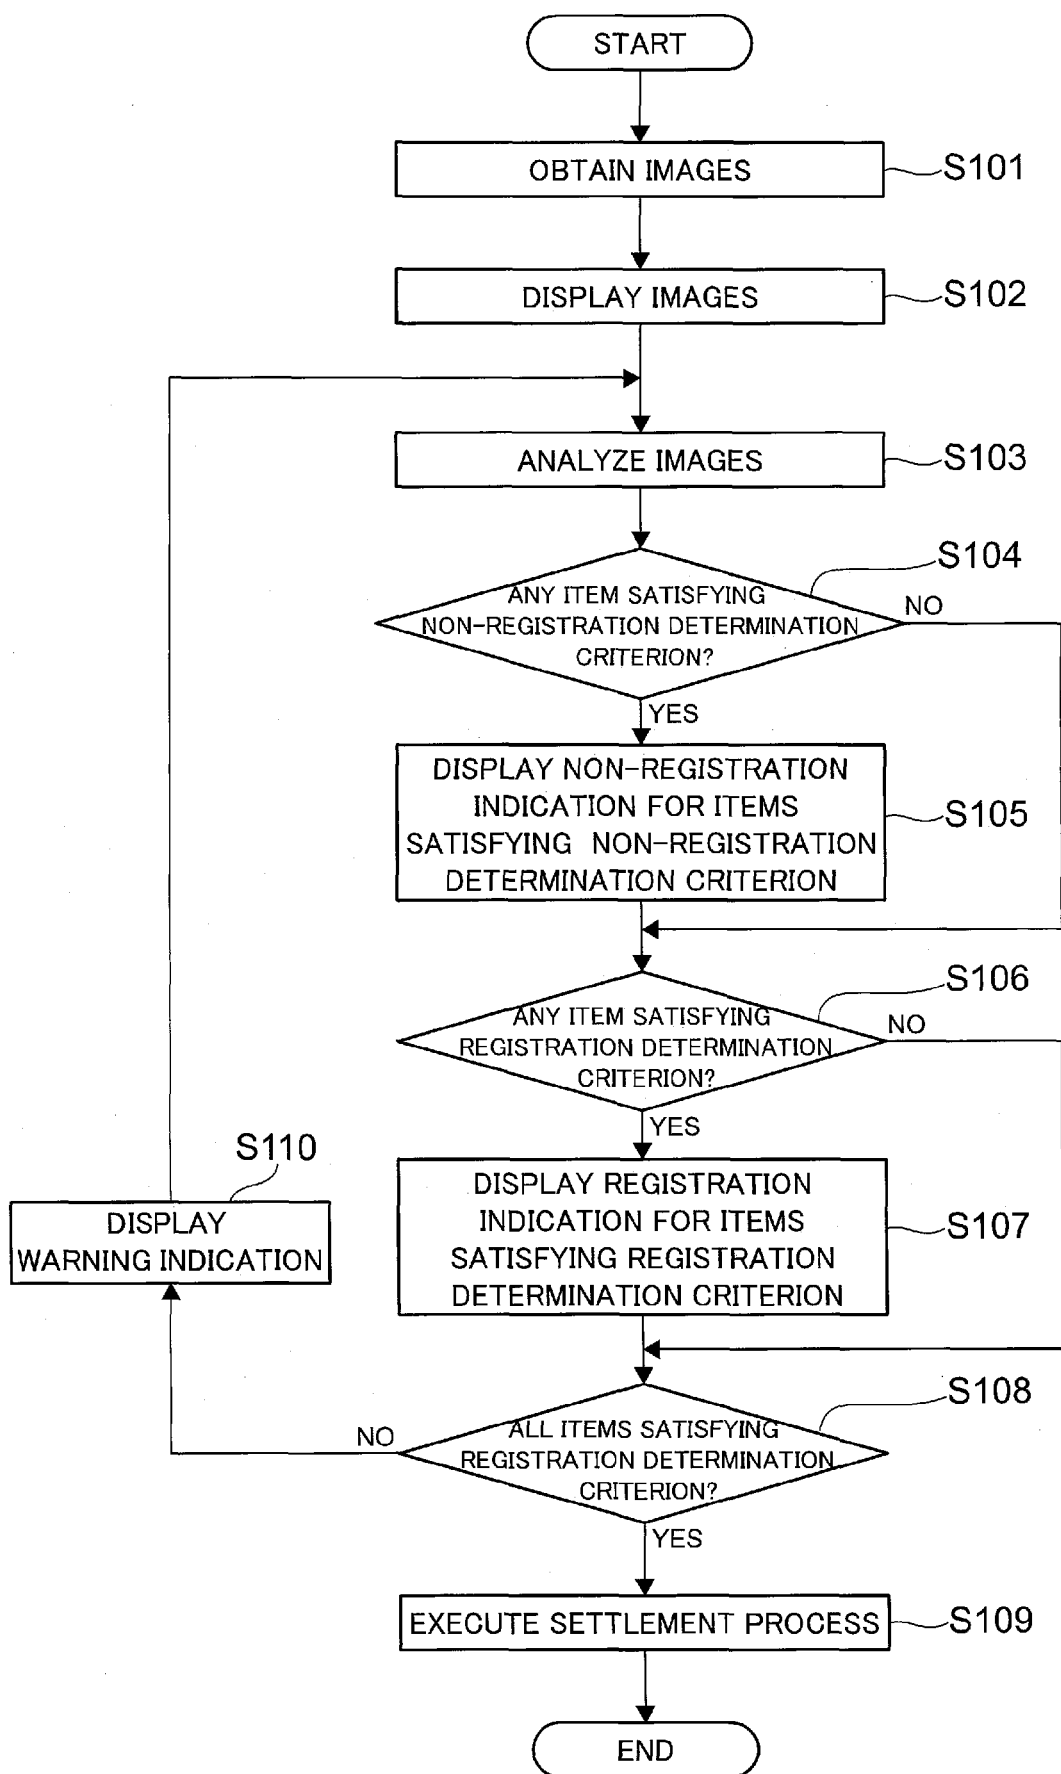 START
OBTAIN IMAGES
S101
DISPLAY IMAGES
S102
ANALYZE IMAGES
S103
S104
ANY ITEM SATISFYING
NON-REGISTRATION DETERMINATION
CRITERION?
NO
YES
DISPLAY NON-REGISTRATION
INDICATION FOR ITEMS
SATISFYING NON-REGISTRATION
DETERMINATION CRITERION
S105
S106
ANY ITEM SATISFYING
REGISTRATION DETERMINATION
CRITERION?
NO
YES
S110
DISPLAY
WARNING INDICATION
DISPLAY REGISTRATION
INDICATION FOR ITEMS
SATISFYING REGISTRATION
DETERMINATION CRITERION
S107
S108
ALL ITEMS SATISFYING
REGISTRATION DETERMINATION
CRITERION?
NO
YES
EXECUTE SETTLEMENT PROCESS
S109
END